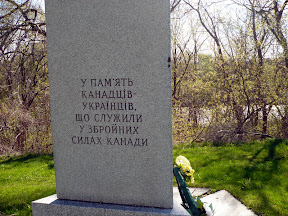 У ПАМ'ЯТЬ
КАНАДЦІВ-
УКРАЇНЦІВ,
ЩО СЛУЖИЛИ
У ЗБРОЙНИХ
СИЛАХ КАНАДИ